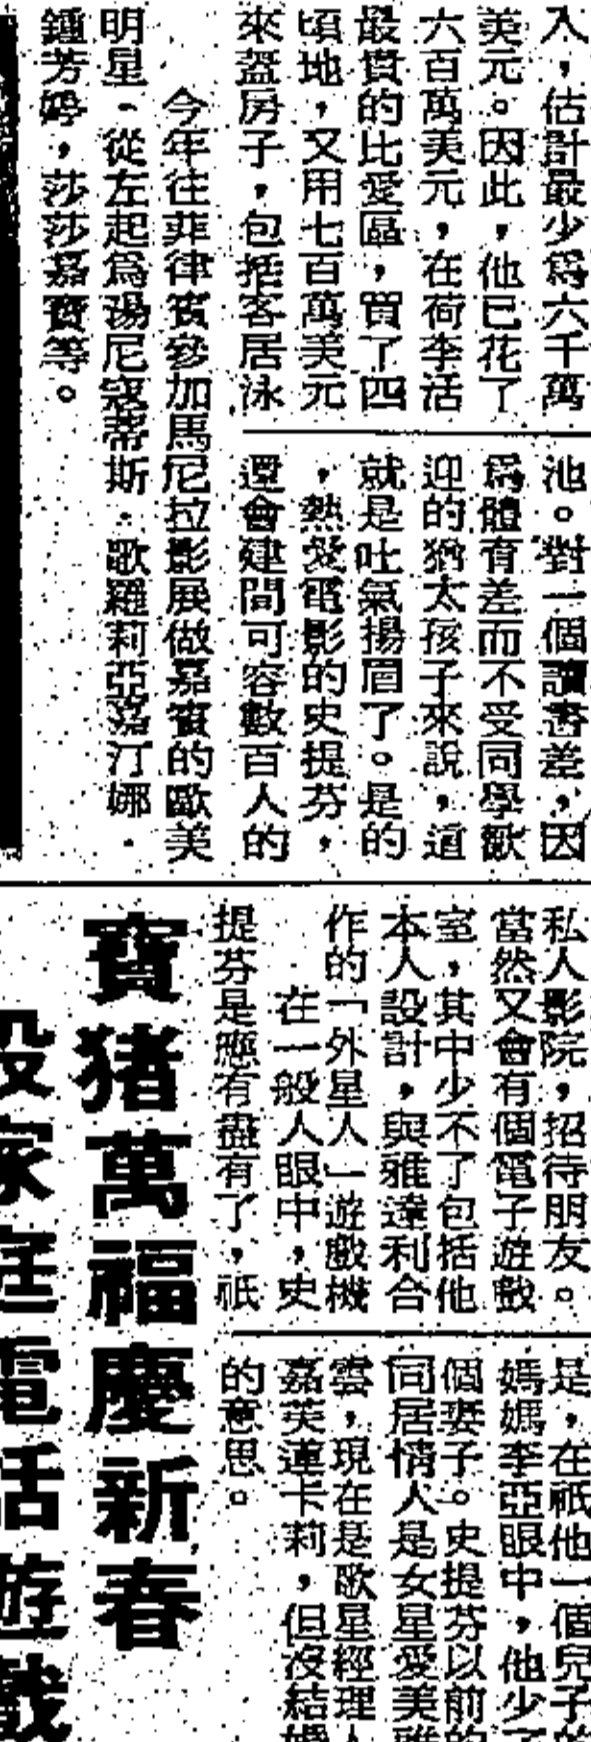 入，估計最少爲六千萬
美元。因此，他已花了
六百萬美元，在荷李活
最貴的比愛區，買了四
頃地，又用七百萬美元
來蓋房子，包括客居泳
池。對一個讀書差，因
爲體有差而不受同學歡
迎的猶太孩子來說，這
就是吐氣揚眉了。是的
，熱愛電影的史提芬，
還會建間可容數百人的
私人影院，招待朋友。
當然又會有個電子遊戲
室，其中少不了包括他
本人設計，與雅達利合
作的「外星人」遊戲機
在一般人眼中，史
提芬是應有盡有了，祇
是，在祇他一個兒子的
媽媽李亞眼中，他少了
個妻子。史提芬以前的
同居情人是女星愛美雅
雲，現在是歌星經理人
嘉芙蓮卡莉，但沒結婚
的意思。
今年往菲律賓參加馬尼拉影展做嘉賓的歐美
明星。從左起爲湯尼寇蒂斯．歌羅莉亞嘉汀娜．
鍾芳婷，莎莎嘉寶等。
寶猪萬福慶新春
設家庭電話遊戲